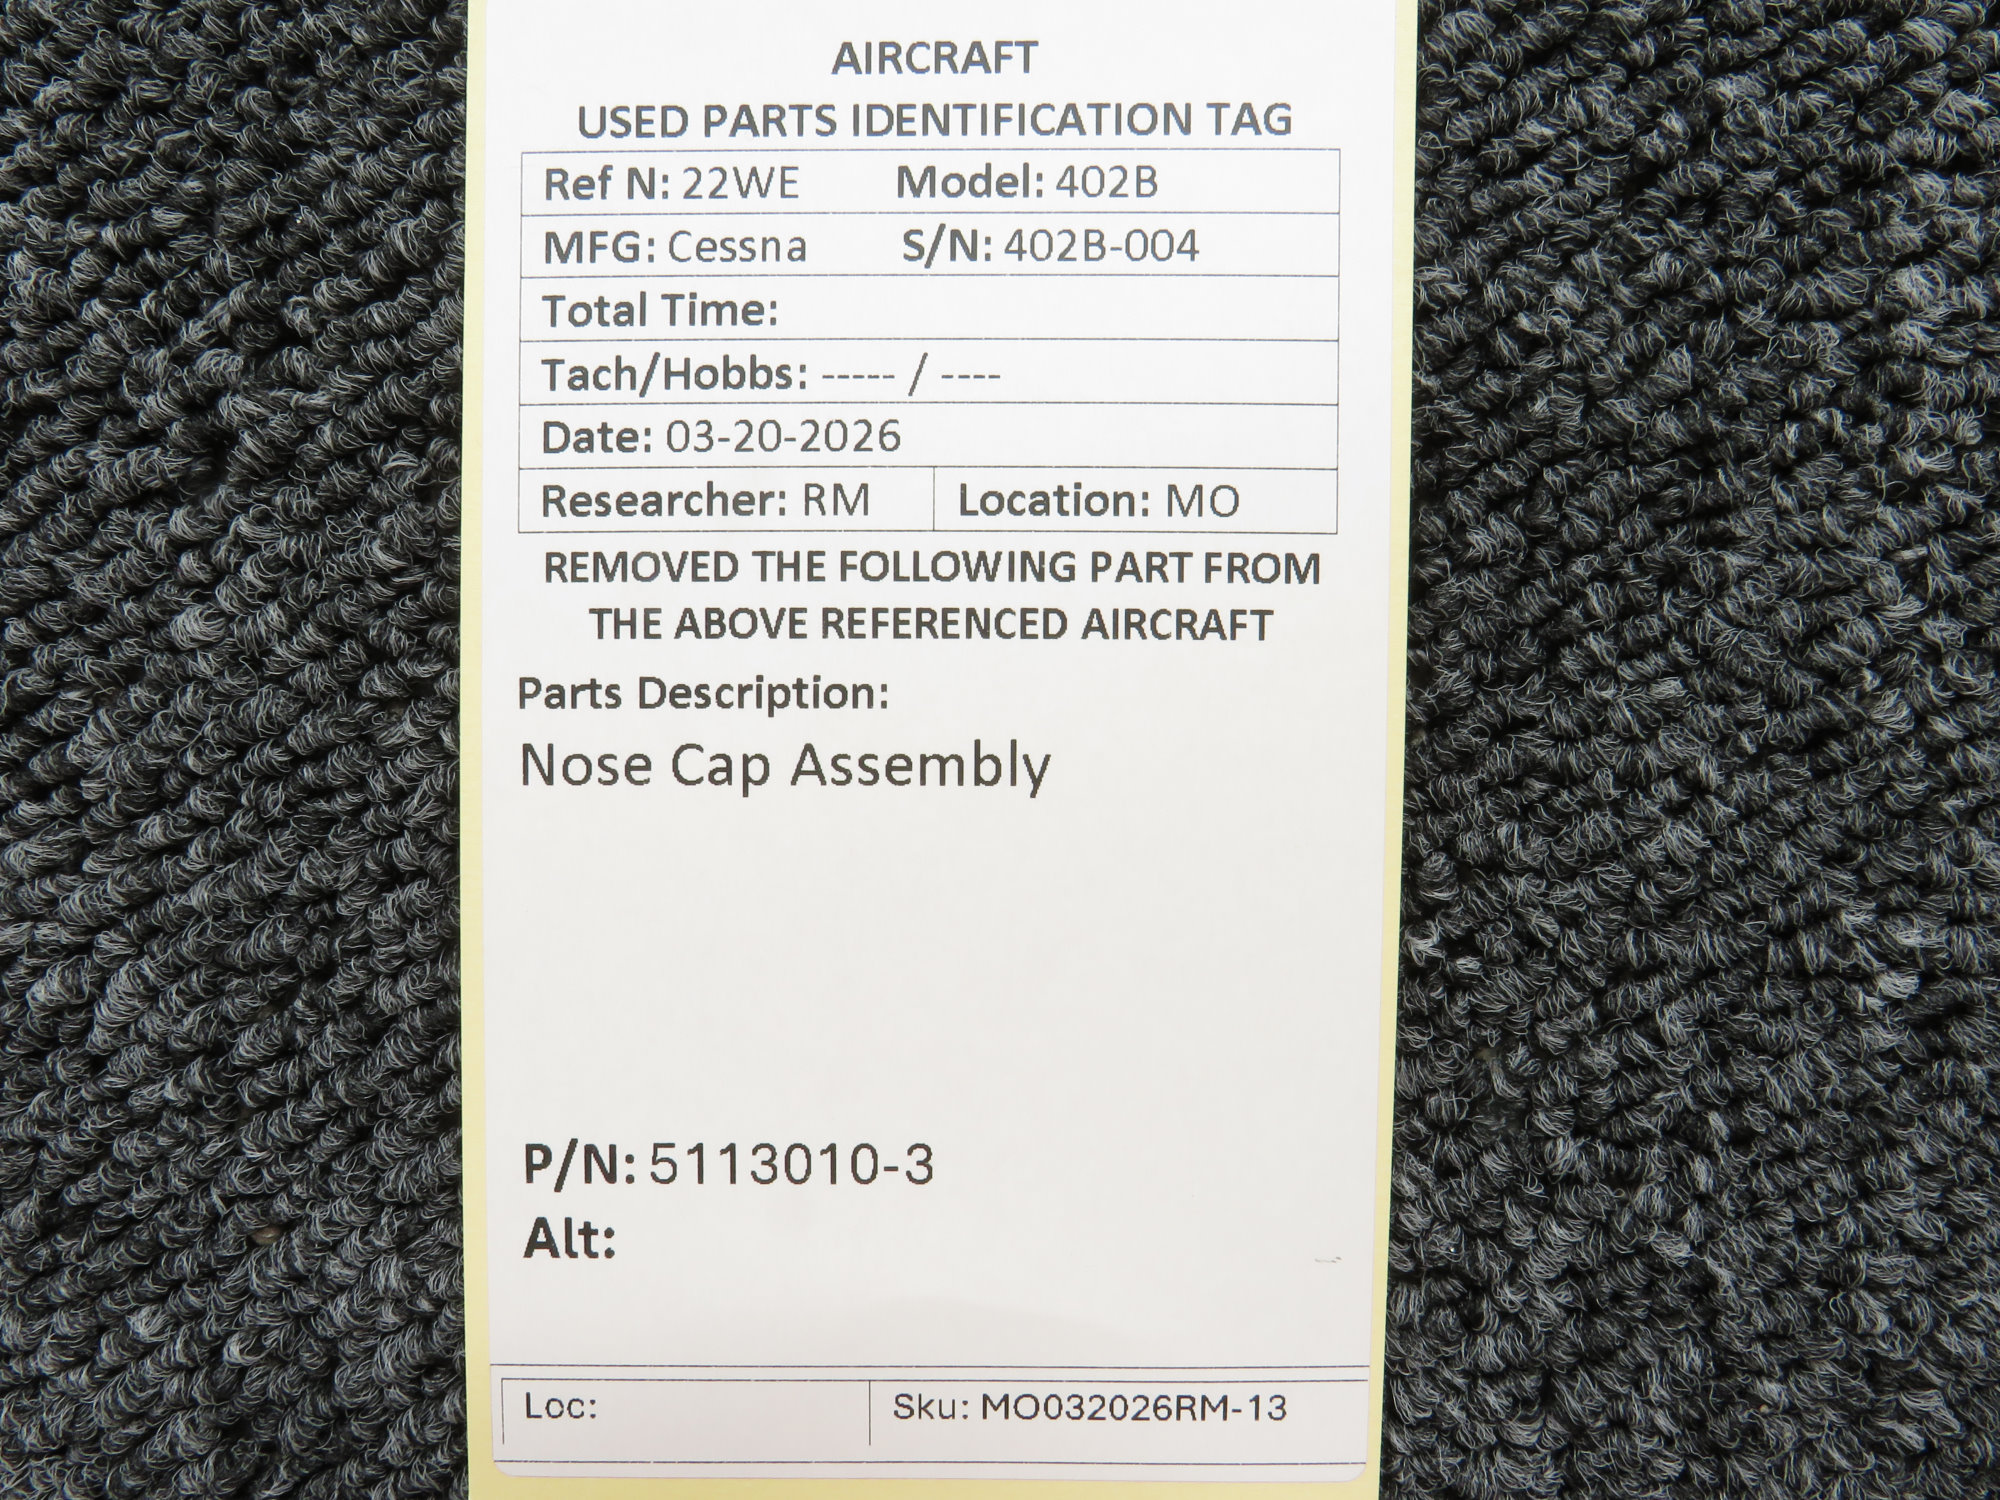 AIRCRAFT
USED PARTS IDENTIFICATION TAG
Ref N: 22WE Model: 402B
MFG: Cessna S/N: 402B-004
Total Time:
Tach/Hobbs: ----- / ----
Date: 03-20-2026
Researcher: RM Location: MO
REMOVED THE FOLLOWING PART FROM
THE ABOVE REFERENCED AIRCRAFT
Parts Description:
Nose Cap Assembly
P/N: 5113010-3
Alt:
Loc: Sku: MO032026RM-13